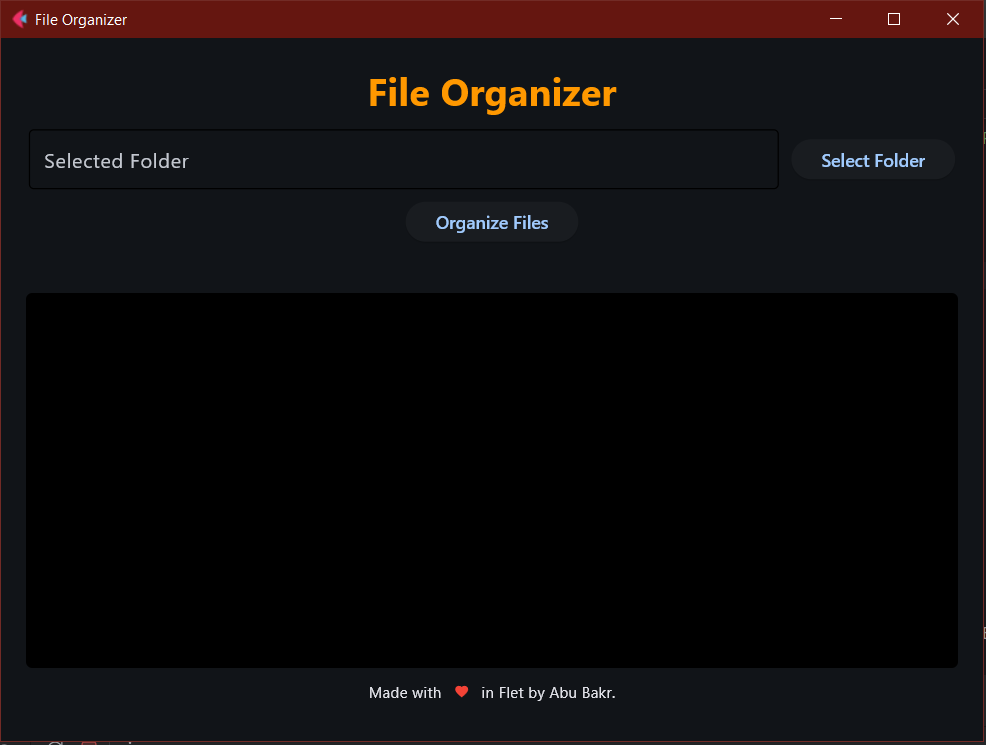 File Organizer
File Organizer
Selected Folder
Select Folder
Organize Files
Made with ❤ in Flet by Abu Bakr.